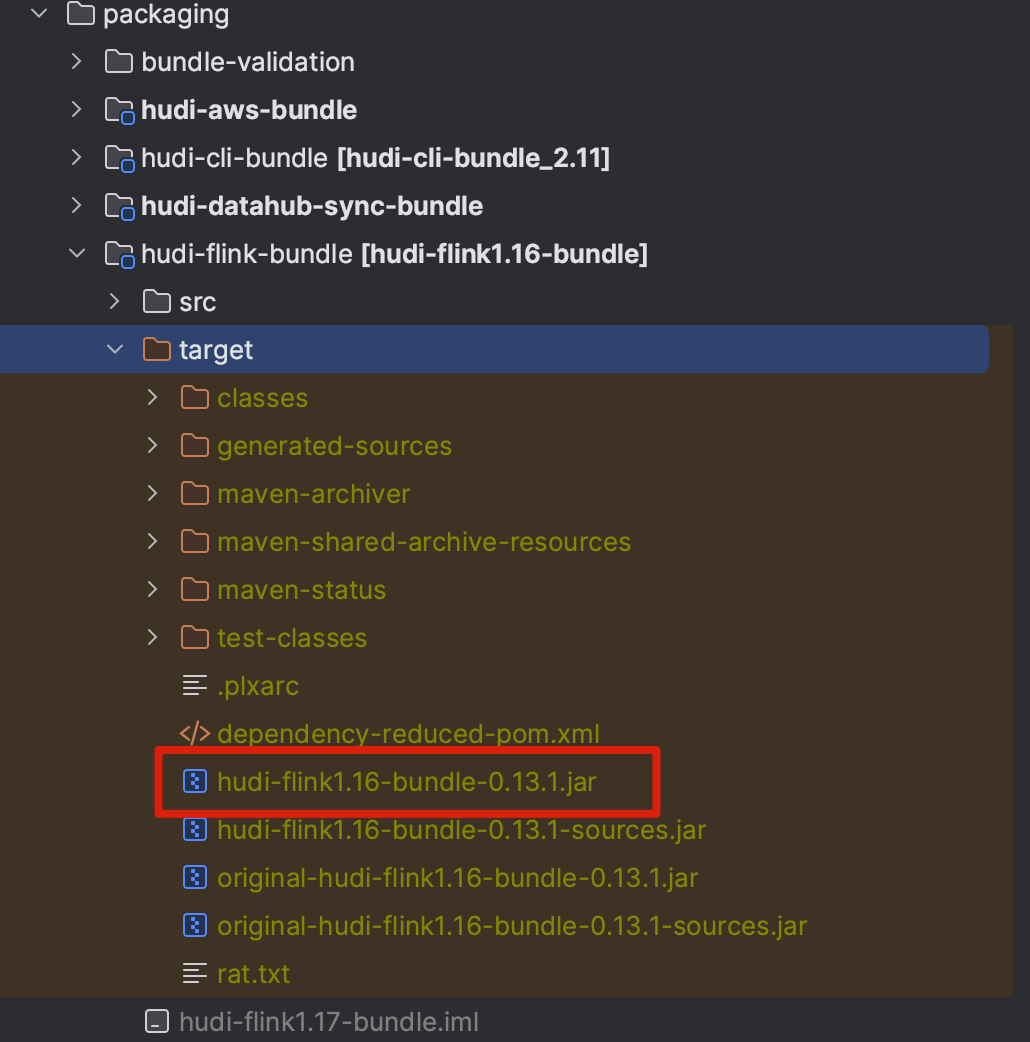 packaging
bundle-validation
hudi-aws-bundle
hudi-cli-bundle [hudi-cli-bundle_2.11]
hudi-datahub-sync-bundle
hudi-flink-bundle [hudi-flink1.16-bundle]
src
target
classes
generated-sources
maven-archiver
maven-shared-archive-resources
maven-status
test-classes
.plxarc
dependency-reduced-pom.xml
hudi-flink1.16-bundle-0.13.1.jar
hudi-flink1.16-bundle-0.13.1-sources.jar
original-hudi-flink1.16-bundle-0.13.1.jar
original-hudi-flink1.16-bundle-0.13.1-sources.jar
rat.txt
hudi-flink1.17-bundle.iml